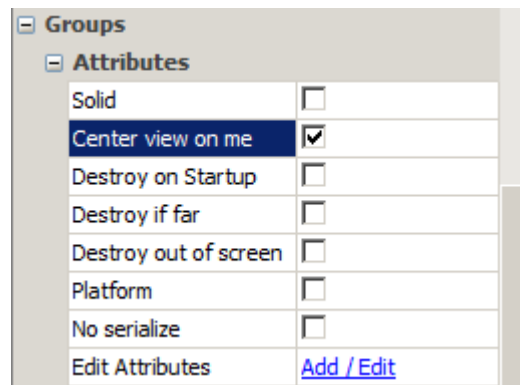 Groups
Attributes
Solid
Center view on me
Destroy on Startup
Destroy if far
Destroy out of screen
Platform
No serialize
Edit Attributes Add / Edit